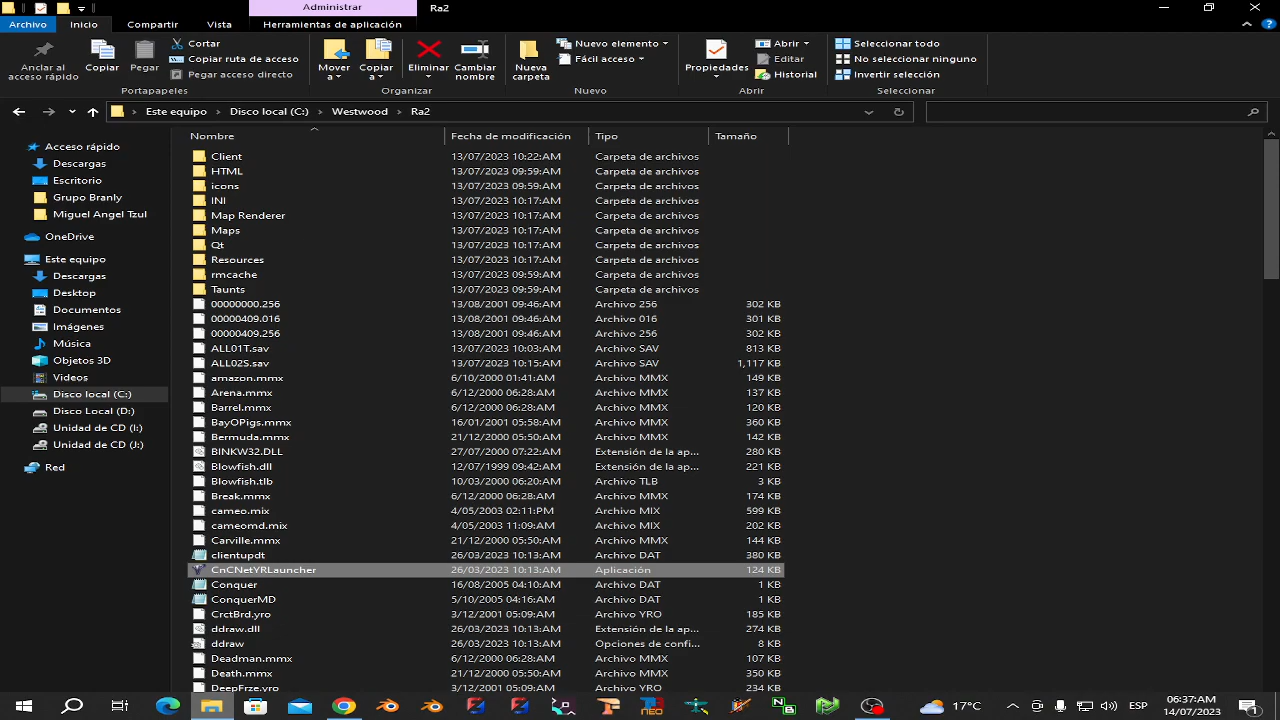 Administrar Ra2
Archivo Inicio Compartir Vista Herramientas de aplicación
Anclar al acceso rápido
Copiar
Pegar
Cortar
Copiar ruta de acceso
Pegar acceso directo
Mover a
Copiar a
Eliminar
Cambiar nombre
Nueva carpeta
Nuevo elemento
Fácil acceso
Propiedades
Abrir
Editar
Historial
Seleccionar todo
No seleccionar ninguno
Invertir selección
Portapapeles Organizar Nuevo Abrir Seleccionar
Este equipo Disco local (C:) Westwood Ra2
Acceso rápido
Descargas
Escritorio
Grupo Branly
Miguel Angel Tzul
OneDrive
Este equipo
Descargas
Desktop
Documentos
Imágenes
Música
Objetos 3D
Videos
Disco local (C:)
Disco Local (D:)
Unidad de CD (I:)
Unidad de CD (J:)
Red
Nombre Fecha de modificación Tipo Tamaño
Client 13/07/2023 10:22:AM Carpeta de archivos
HTML 13/07/2023 09:59:AM Carpeta de archivos
icons 13/07/2023 09:59:AM Carpeta de archivos
INI 13/07/2023 10:17:AM Carpeta de archivos
Map Renderer 13/07/2023 10:17:AM Carpeta de archivos
Maps 13/07/2023 10:17:AM Carpeta de archivos
Qt 13/07/2023 10:17:AM Carpeta de archivos
Resources 13/07/2023 10:17:AM Carpeta de archivos
rmcache 13/07/2023 09:59:AM Carpeta de archivos
Taunts 13/07/2023 09:59:AM Carpeta de archivos
00000000.256 13/08/2001 09:46:AM Archivo 256 302 KB
00000409.016 13/08/2001 09:46:AM Archivo 016 301 KB
00000409.256 13/08/2001 09:46:AM Archivo 256 302 KB
ALL01T.sav 13/07/2023 10:03:AM Archivo SAV 813 KB
ALL02S.sav 13/07/2023 10:15:AM Archivo SAV 1,117 KB
amazon.mmx 6/10/2000 01:41:AM Archivo MMX 149 KB
Arena.mmx 6/12/2000 06:28:AM Archivo MMX 137 KB
Barrel.mmx 6/12/2000 06:28:AM Archivo MMX 120 KB
BayOPigs.mmx 16/01/2001 05:58:AM Archivo MMX 360 KB
Bermuda.mmx 21/12/2000 05:50:AM Archivo MMX 142 KB
BINKW32.DLL 27/07/2000 07:22:AM Extensión de la ap... 280 KB
Blowfish.dll 12/07/1999 09:42:AM Extensión de la ap... 221 KB
Blowfish.tlb 10/03/2000 06:48:AM Archivo TLB 3 KB
Break.mmx 6/12/2000 06:28:AM Archivo MMX 174 KB
cameo.mix 4/05/2003 02:11:PM Archivo MIX 599 KB
cameomd.mix 4/05/2003 11:09:AM Archivo MIX 202 KB
Carville.mmx 21/12/2000 05:50:AM Archivo MMX 144 KB
clientupdt 26/03/2023 10:13:AM Archivo DAT 380 KB
CnCNetYRLauncher 26/03/2023 10:13:AM Aplicación 124 KB
Conquer 16/08/2005 04:10:AM Archivo DAT 1 KB
ConquerMD 5/10/2005 04:16:AM Archivo DAT 1 KB
CrctBrd.yro 3/12/2001 05:09:AM Archivo YRO 185 KB
ddraw.dll 26/03/2023 10:13:AM Extensión de la ap... 274 KB
ddraw 26/03/2023 10:13:AM Opciones de confi... 8 KB
Deadman.mmx 6/12/2000 06:28:AM Archivo MMX 107 KB
Death.mmx 21/12/2000 05:50:AM Archivo MMX 350 KB
DeepFrze.yro 3/12/2001 05:09:AM Archivo YRO 234 KB
NEO
17°C ESP 06:37:AM
14/07/2023 1